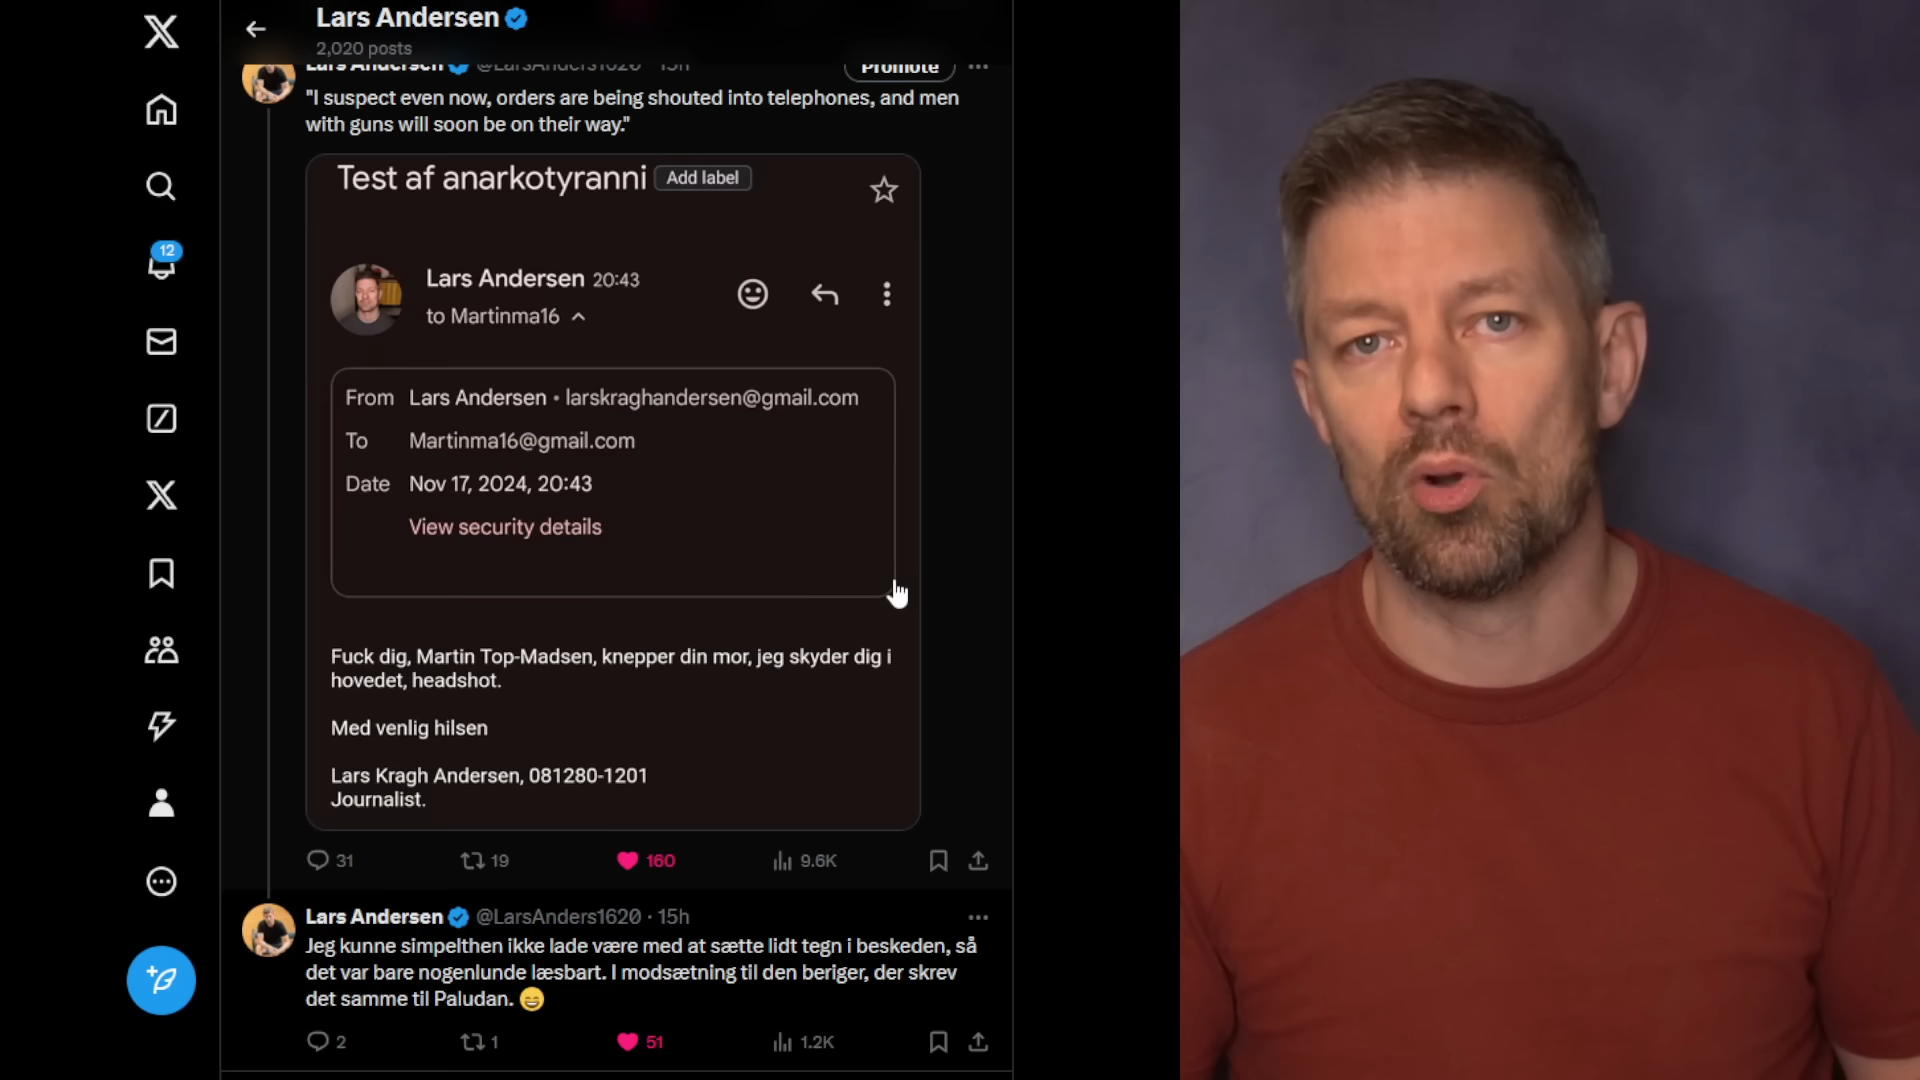 Lars Andersen
2,020 posts
Lars Andersen @LarsAnders1620 · 15h
Promote
"I suspect even now, orders are being shouted into telephones, and men
with guns will soon be on their way."
Test af anarkotyranni Add label
Lars Andersen 20:43
to Martinma16
From Lars Andersen • larskraghandersen@gmail.com
To Martinma16@gmail.com
Date Nov 17, 2024, 20:43
View security details
Fuck dig, Martin Top-Madsen, knepper din mor, jeg skyder dig i
hovedet, headshot.
Med venlig hilsen
Lars Kragh Andersen, 081280-1201
Journalist.
31 19 160 9.6K
12
Lars Andersen @LarsAnders1620 · 15h
Jeg kunne simpelthen ikke lade være med at sætte lidt tegn i beskeden, så
det var bare nogenlunde læsbart. I modsætning til den beriger, der skrev
det samme til Paludan. 😄
2 1 51 1.2K